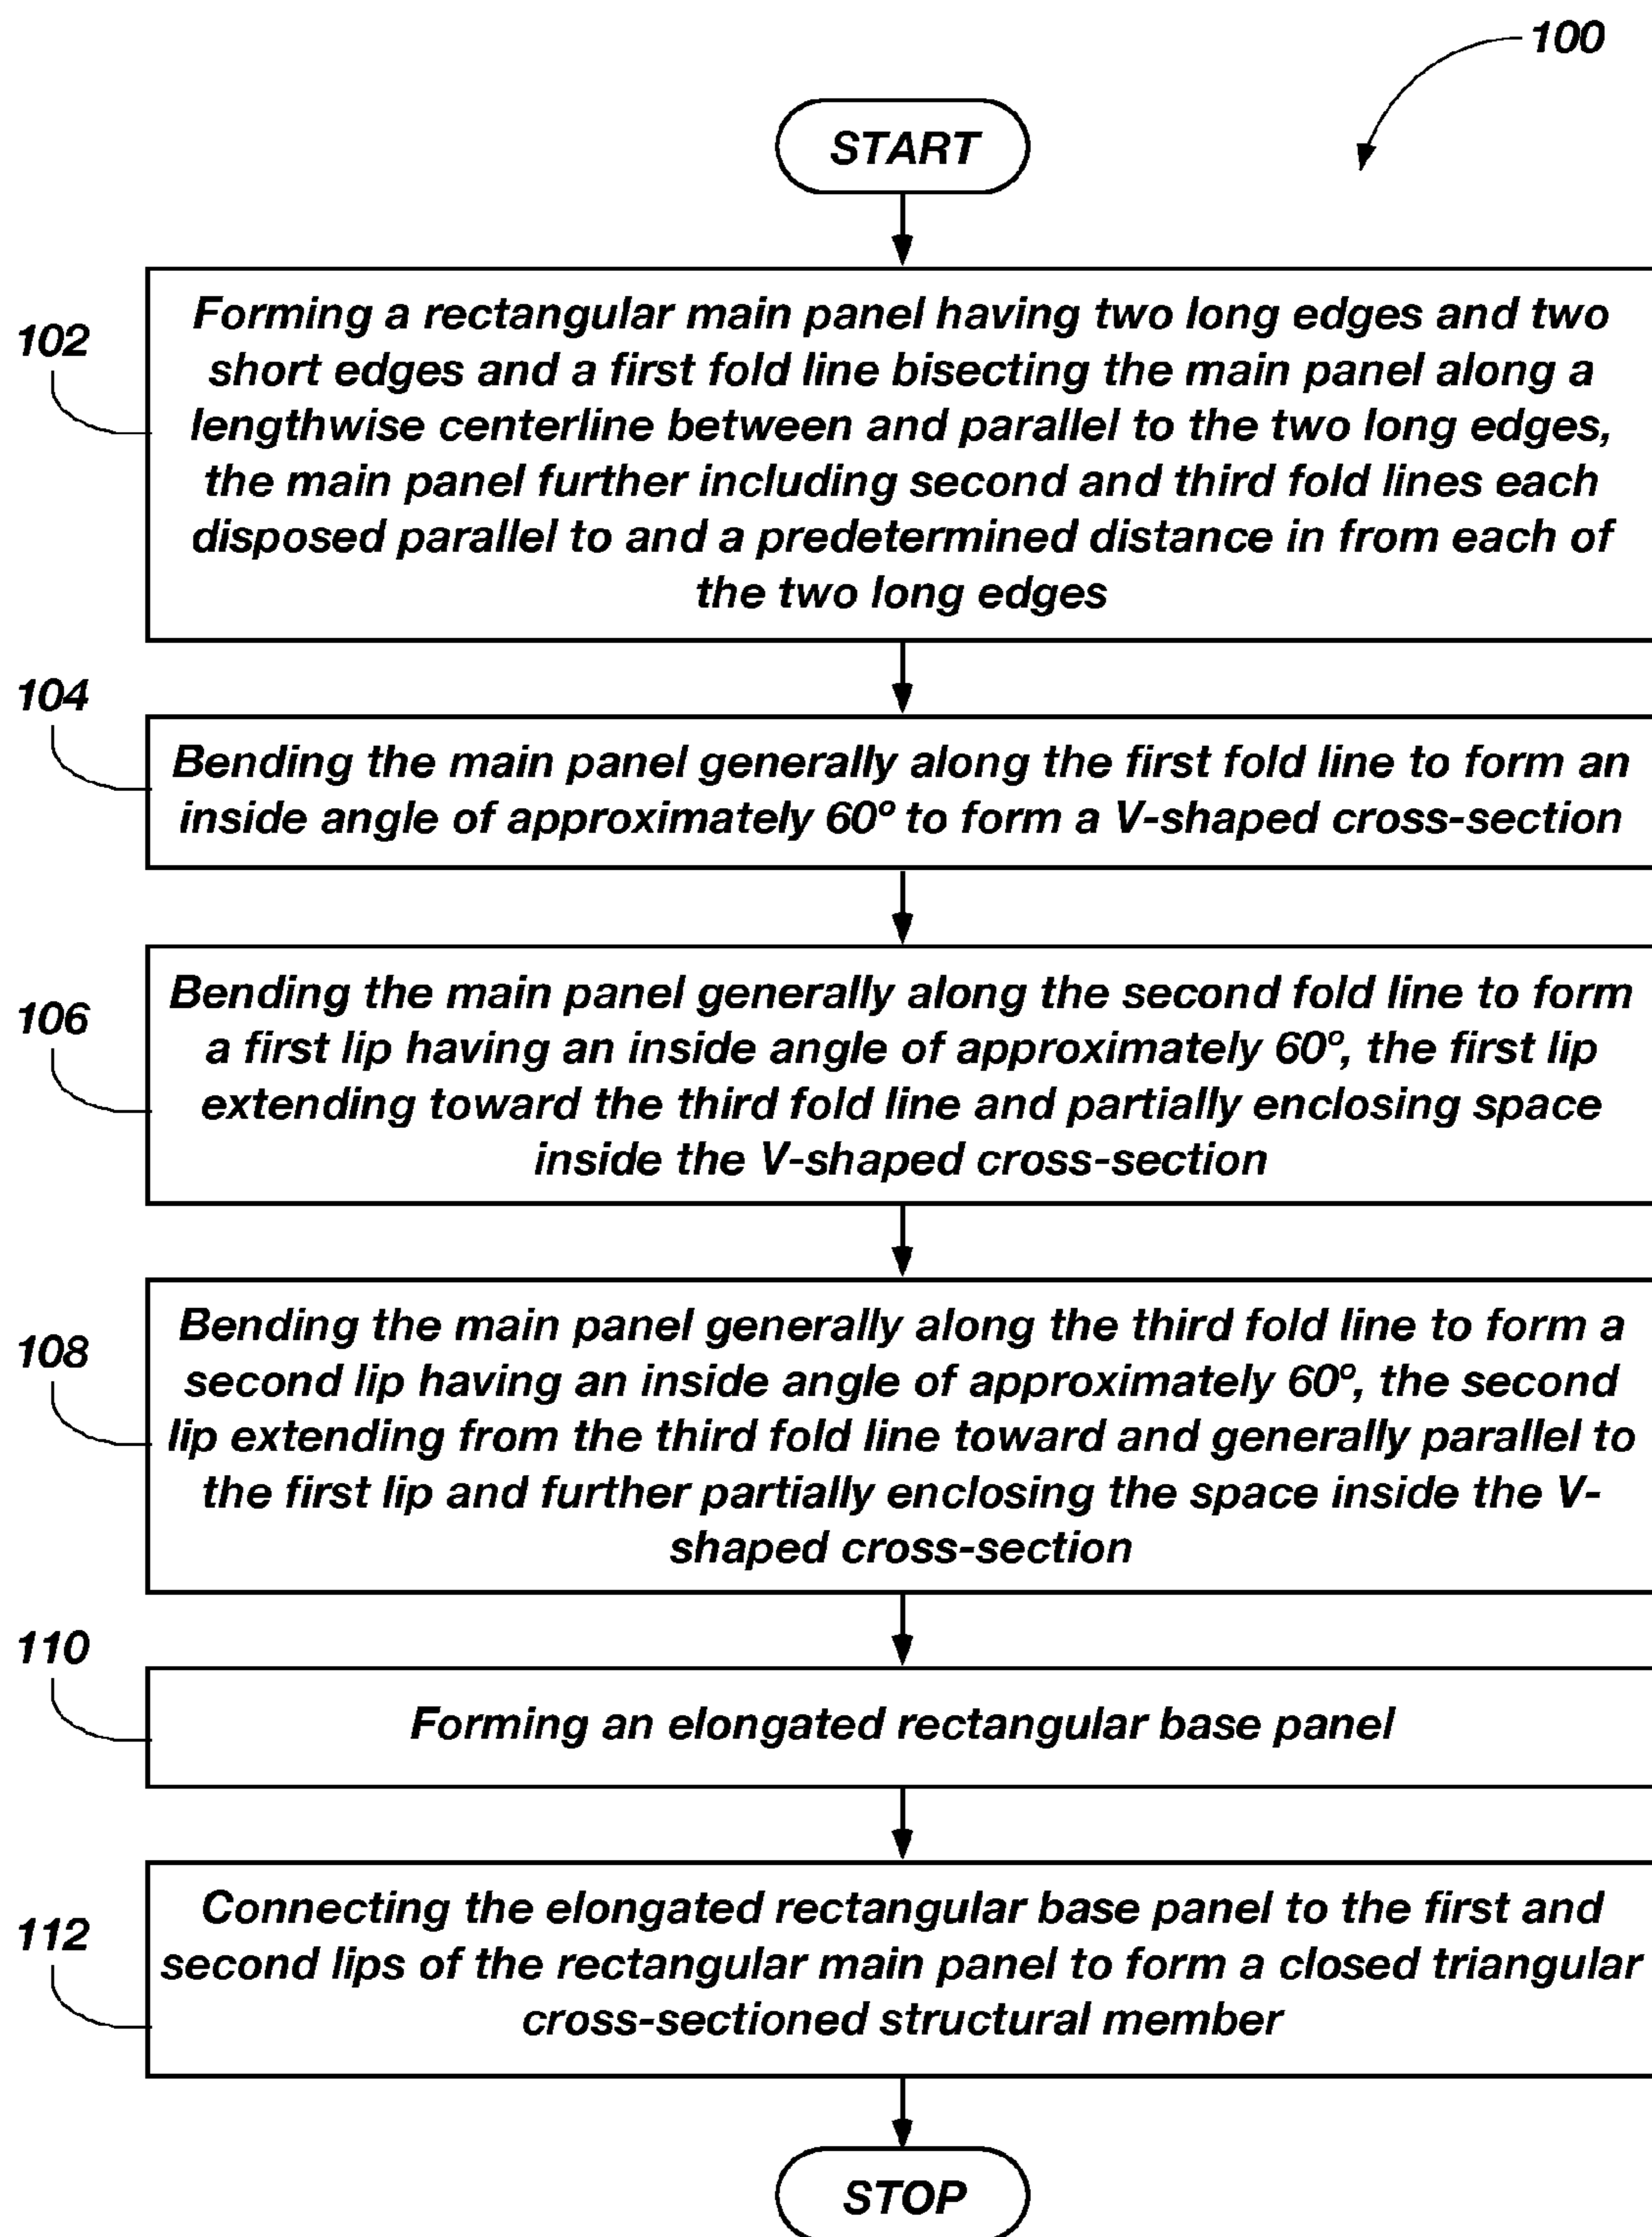 100
START
102
Forming a rectangular main panel having two long edges and two
short edges and a first fold line bisecting the main panel along a
lengthwise centerline between and parallel to the two long edges,
the main panel further including second and third fold lines each
disposed parallel to and a predetermined distance in from each of
the two long edges
104
Bending the main panel generally along the first fold line to form an
inside angle of approximately 60º to form a V-shaped cross-section
106
Bending the main panel generally along the second fold line to form
a first lip having an inside angle of approximately 60º, the first lip
extending toward the third fold line and partially enclosing space
inside the V-shaped cross-section
108
Bending the main panel generally along the third fold line to form a
second lip having an inside angle of approximately 60º, the second
lip extending from the third fold line toward and generally parallel to
the first lip and further partially enclosing the space inside the V-
shaped cross-section
110
Forming an elongated rectangular base panel
112
Connecting the elongated rectangular base panel to the first and
second lips of the rectangular main panel to form a closed triangular
cross-sectioned structural member
STOP